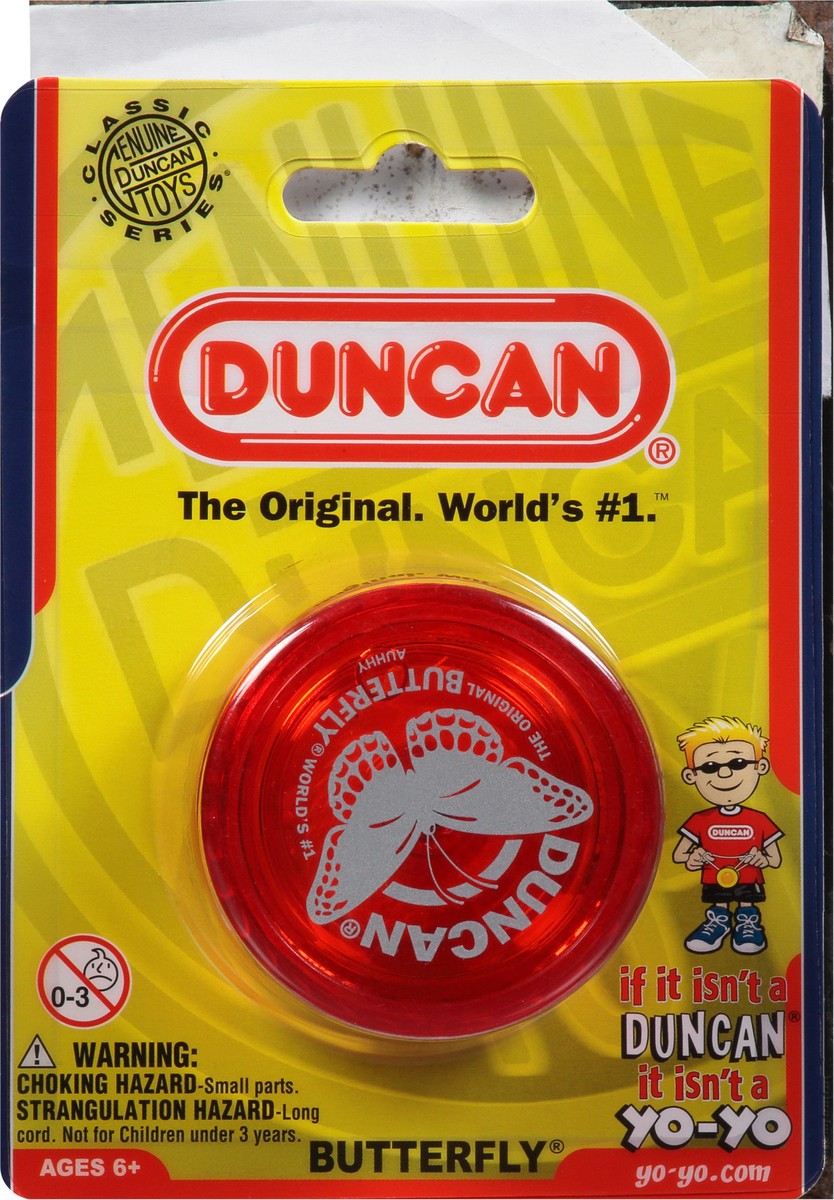 CLASSIC
GENUINE
DUNCAN
TOYS
SERIES®
DUNCAN®
The Original. World's #1.™
THE ORIGINAL BUTTERFLY® WORLD'S #1
AUHHY
DUNCAN®
DUNCAN
0-3
if it isn't a
DUNCAN®
it isn't a
YO-YO
yo-yo.com
WARNING:
CHOKING HAZARD-Small parts.
STRANGULATION HAZARD-Long
cord. Not for Children under 3 years.
AGES 6+
BUTTERFLY®